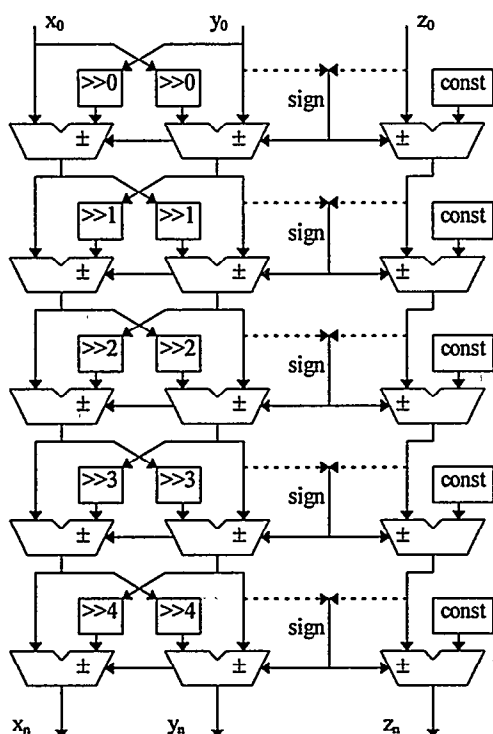 x₀ y₀ z₀
>>0 >>0 const
sign
± ± ±
>>1 >>1 const
sign
± ± ±
>>2 >>2 const
sign
± ± ±
>>3 >>3 const
sign
± ± ±
>>4 >>4 const
sign
± ± ±
xₙ yₙ zₙ